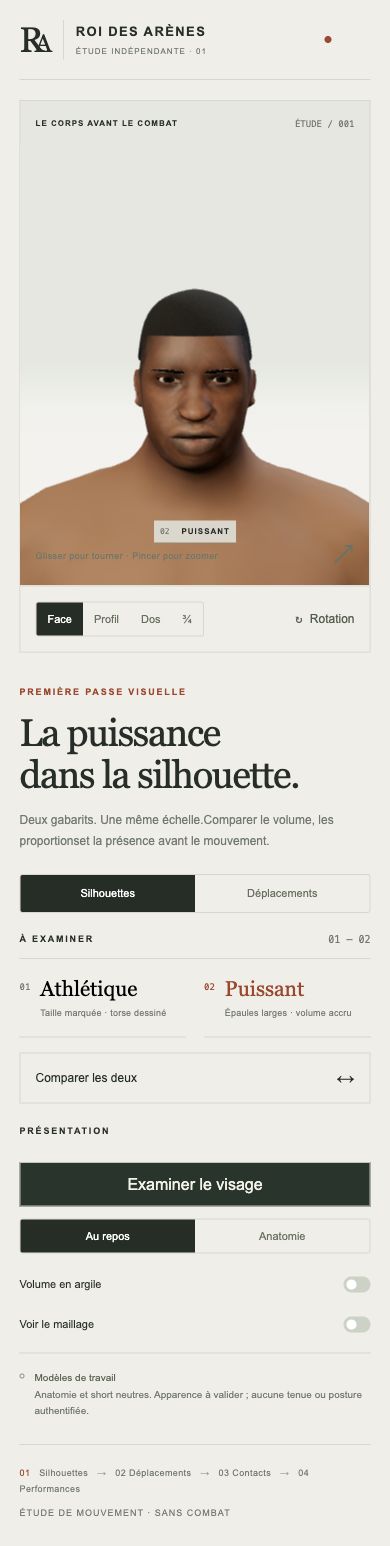 RA
ROI DES ARÈNES
ÉTUDE INDÉPENDANTE · 01
LE CORPS AVANT LE COMBAT
ÉTUDE / 001
02 PUISSANT
Glisser pour tourner · Pincer pour zoomer
Face
Profil
Dos
¾
↻ Rotation
PREMIÈRE PASSE VISUELLE
La puissance
dans la silhouette.
Deux gabarits. Une même échelle.Comparer le volume, les
proportionset la présence avant le mouvement.
Silhouettes
Déplacements
À EXAMINER
01 — 02
01 Athlétique
Taille marquée · torse dessiné
02 Puissant
Épaules larges · volume accru
Comparer les deux ↔
PRÉSENTATION
Examiner le visage
Au repos
Anatomie
Volume en argile
Voir le maillage
Modèles de travail
Anatomie et short neutres. Apparence à valider ; aucune tenue ou posture
authentifiée.
01 Silhouettes → 02 Déplacements → 03 Contacts → 04
Performances
ÉTUDE DE MOUVEMENT · SANS COMBAT